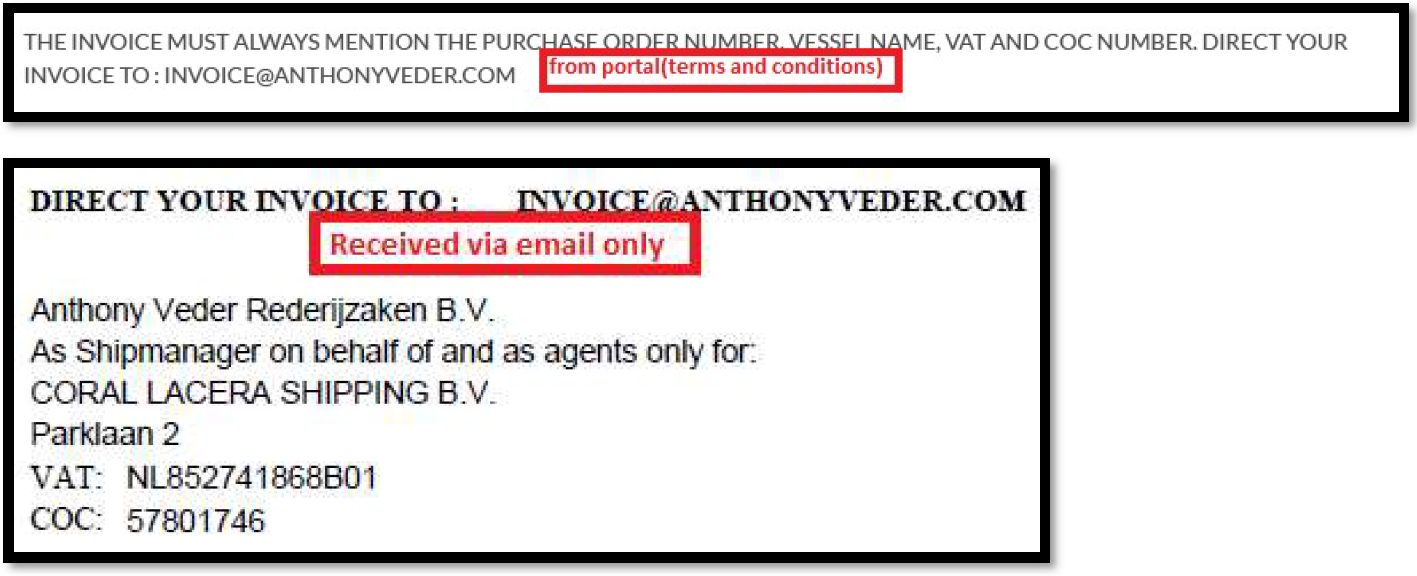 THE INVOICE MUST ALWAYS MENTION THE PURCHASE ORDER NUMBER, VESSEL NAME, VAT AND COC NUMBER. DIRECT YOUR
INVOICE TO : INVOICE@ANTHONYVEDER.COM
from portal(terms and conditions)
DIRECT YOUR INVOICE TO : INVOICE@ANTHONYVEDER.COM
Received via email only
Anthony Veder Rederijzaken B.V.
As Shipmanager on behalf of and as agents only for:
CORAL LACERA SHIPPING B.V.
Parklaan 2
VAT: NL852741868B01
COC: 57801746